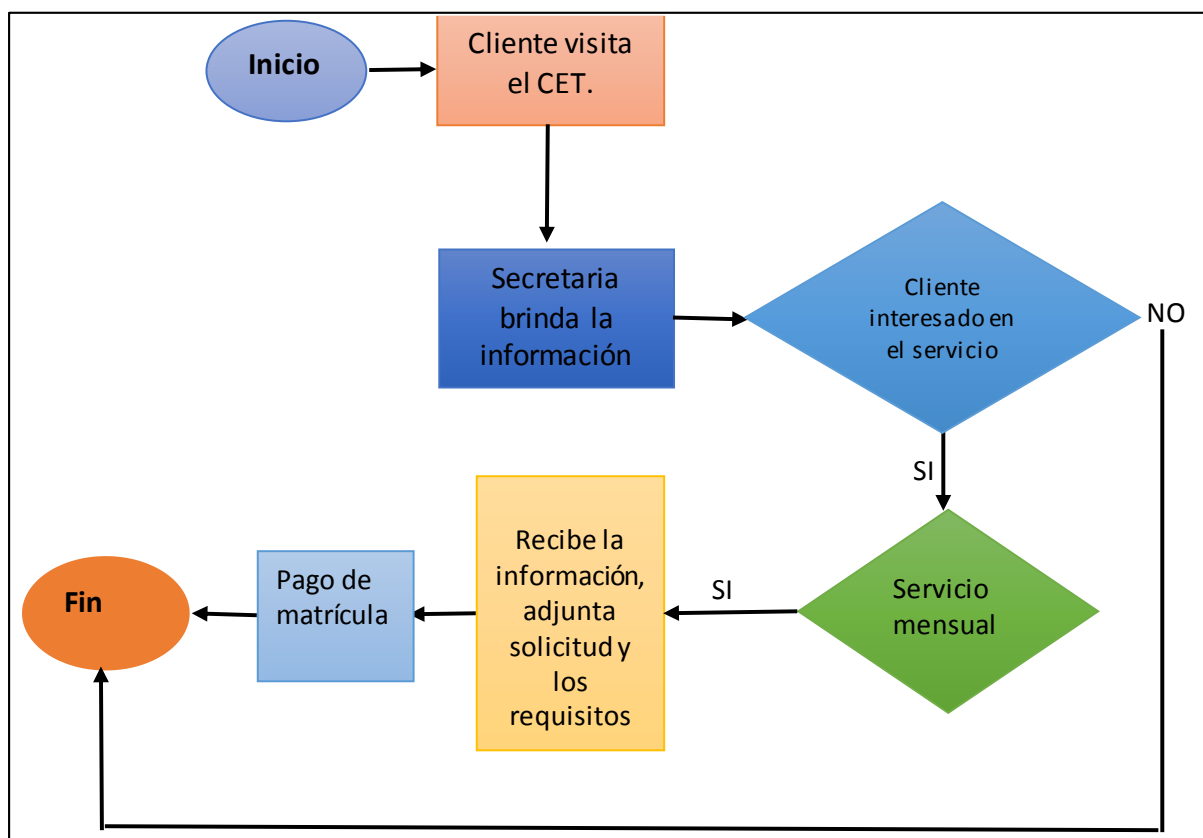 Inicio
Cliente visita
el CET.
Secretaria
brinda la
información
Cliente
interesado en
el servicio
NO
SI
Servicio
mensual
SI
Recibe la
información,
adjunta
solicitud y
los
requisitos
Pago de
matrícula
Fin